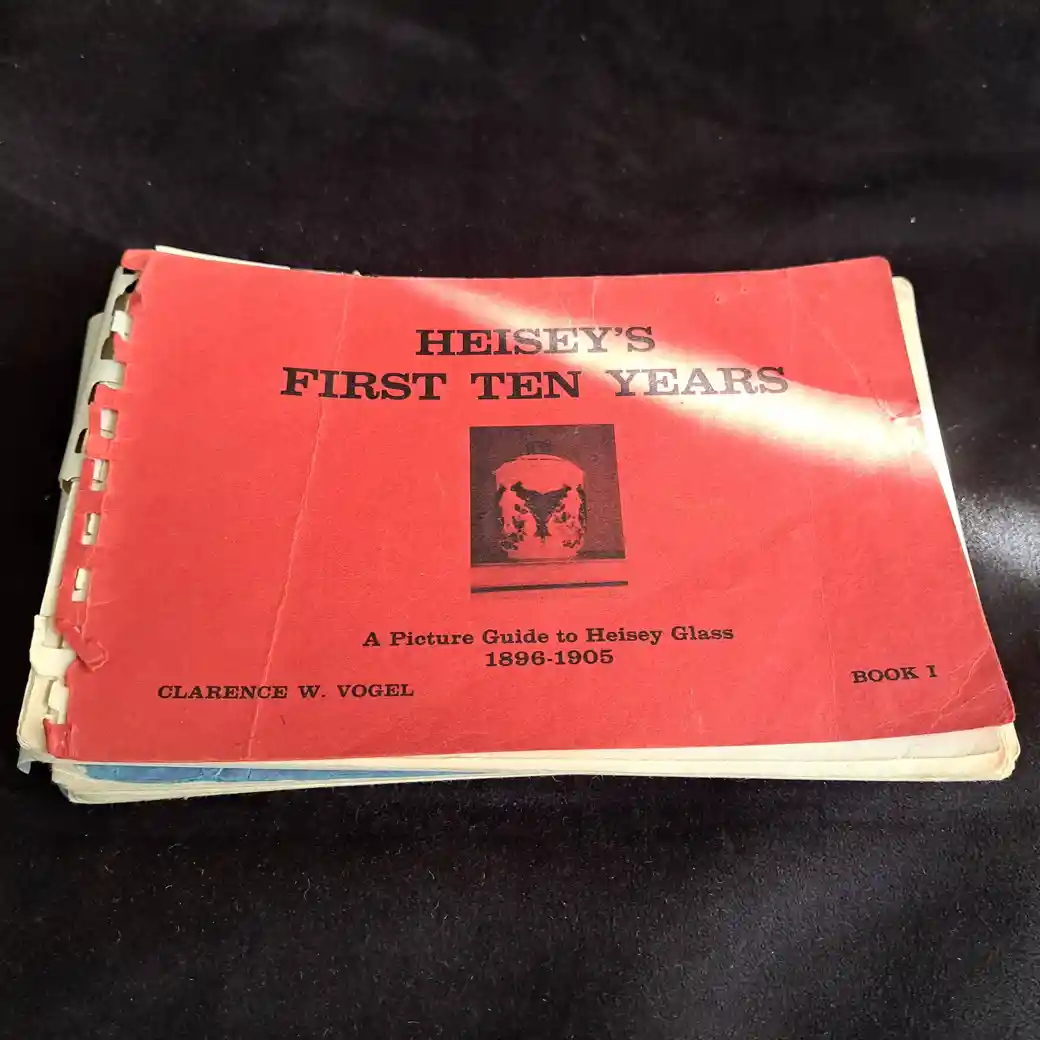 HEISEY'S
FIRST TEN YEARS
A Picture Guide to Heisey Glass
1896-1905
CLARENCE W. VOGEL
BOOK I